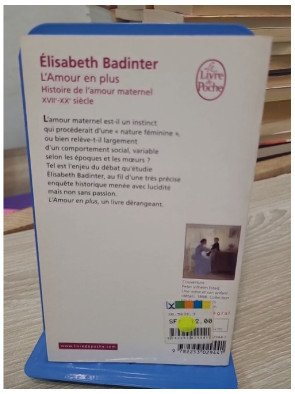 Élisabeth Badinter
L'Amour en plus
Histoire de l'amour maternel
XVIIe-XXe siècle
Le
Livre
de
Poche
L'amour maternel est-il un instinct
qui procéderait d'une « nature féminine »,
ou bien relève-t-il largement
d'un comportement social, variable
selon les époques et les mœurs ?
Tel est l'enjeu du débat qu'étudie
Élisabeth Badinter, au fil d'une très précise
enquête historique menée avec lucidité
mais non sans passion.
L'Amour en plus, un livre dérangeant.
Couverture :
www.livredepoche.com